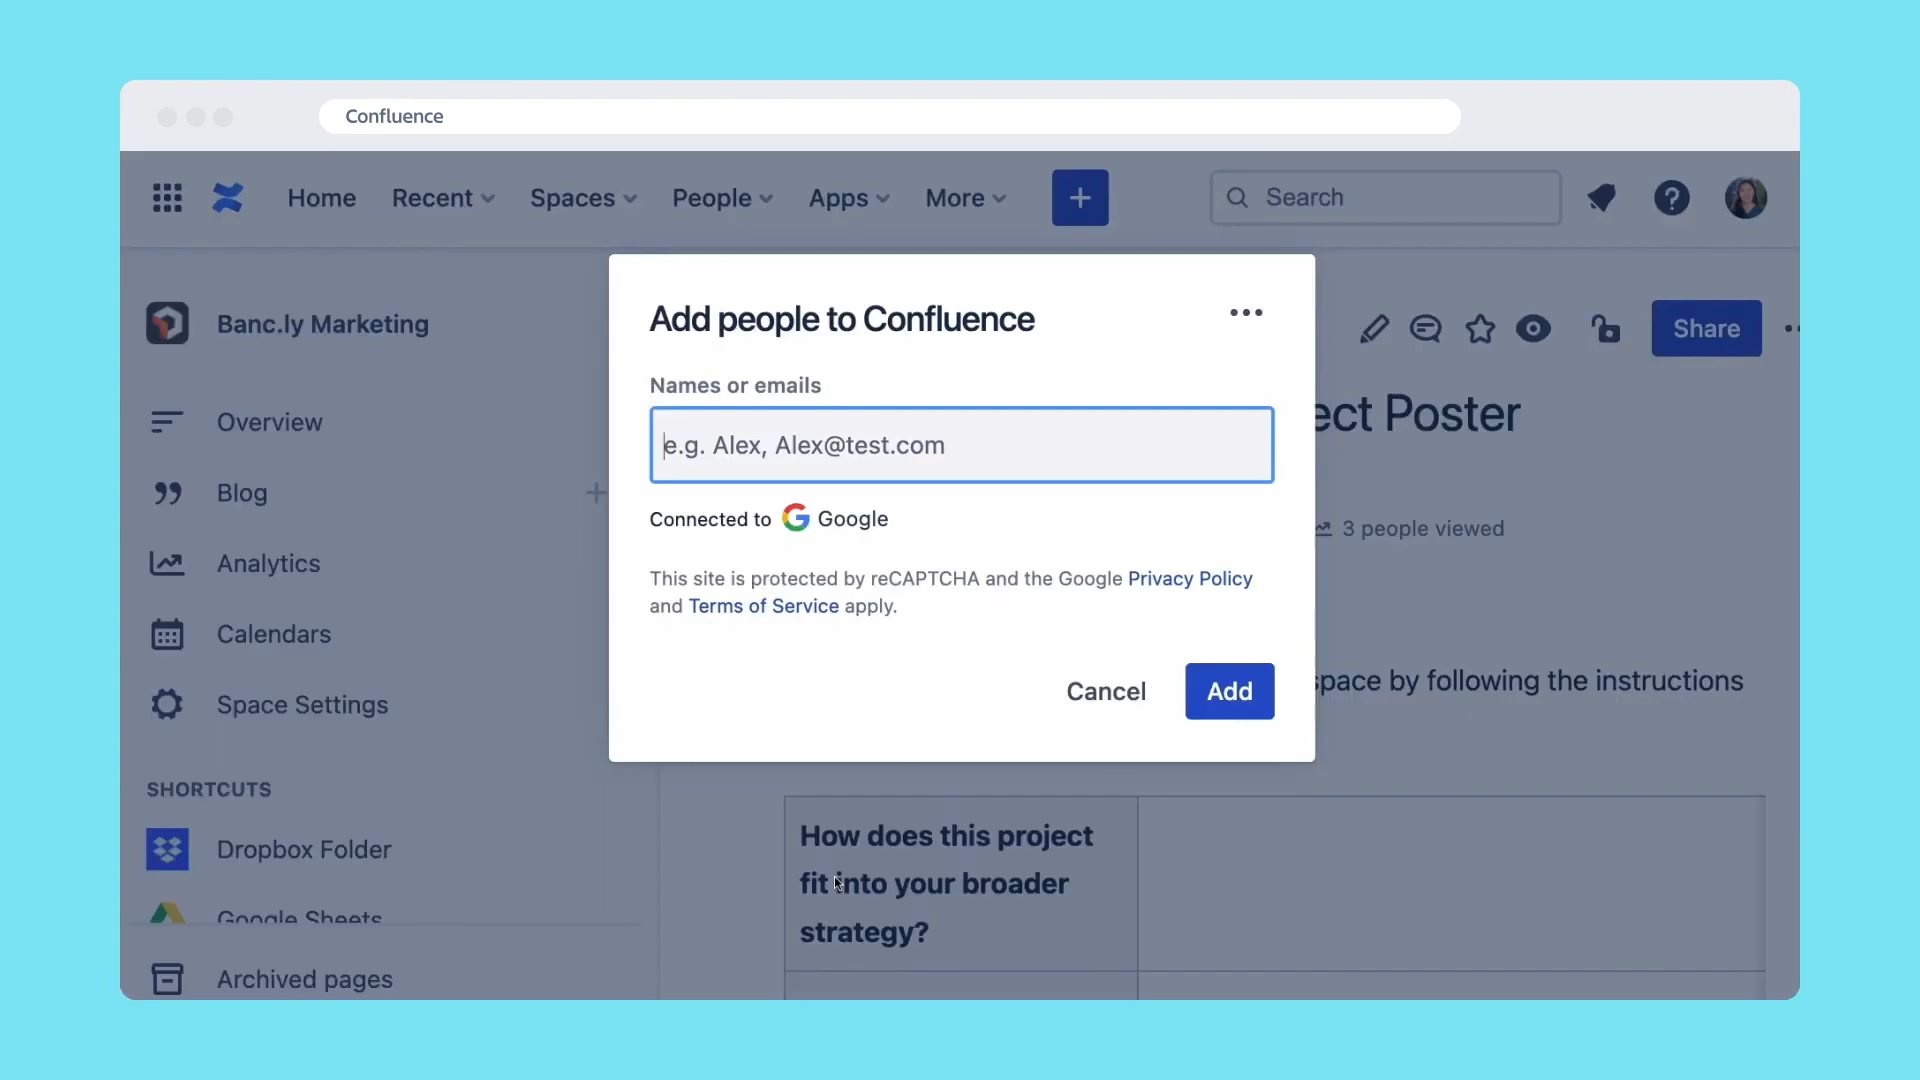 Confluence
Home Recent Spaces People Apps More + Search
Banc.ly Marketing
Overview
Blog
Analytics
Calendars
Space Settings
SHORTCUTS
Dropbox Folder
Google Sheets
Archived pages
Add people to Confluence
Names or emails
e.g. Alex, Alex@test.com
Connected to Google
This site is protected by reCAPTCHA and the Google Privacy Policy
and Terms of Service apply.
Cancel Add
Share
ect Poster
3 people viewed
space by following the instructions
How does this project
fit into your broader
strategy?